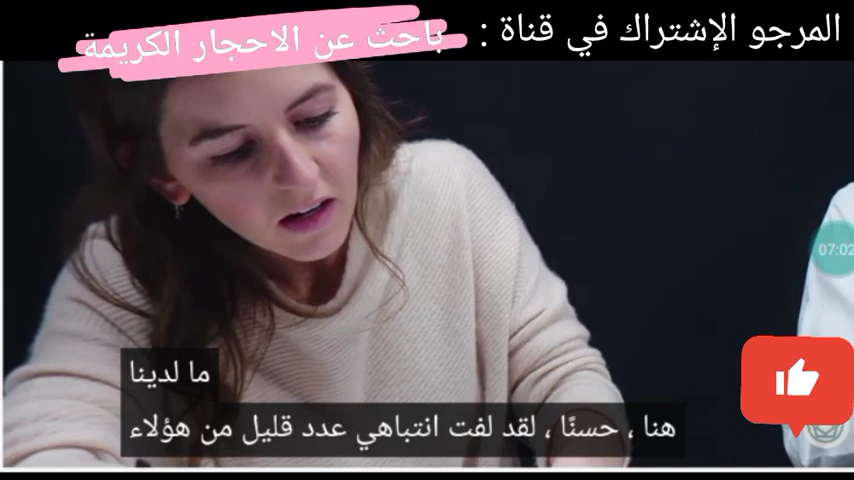 المرجو الإشتراك في قناة : باحث عن الاحجار الكريمة
07:02
ما لدينا
هنا ، حسنًا ، لقد لفت انتباهي عدد قليل من هؤلاء